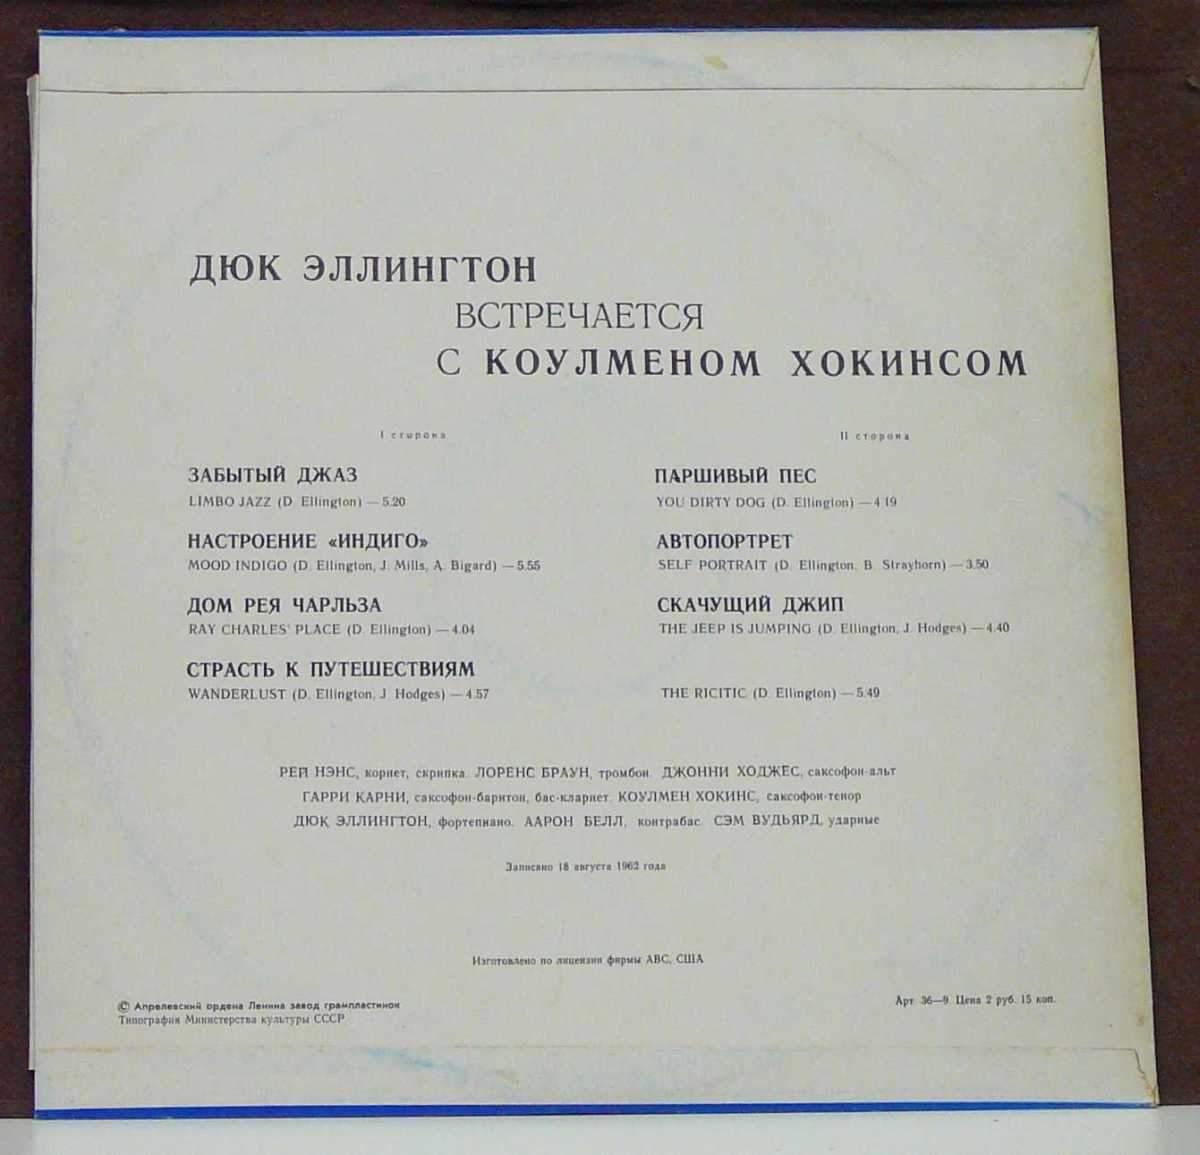 ДЮК ЭЛЛИНГТОН
ВСТРЕЧАЕТСЯ
С КОУЛМЕНОМ ХОКИНСОМ
I сторона
ЗАБЫТЫЙ ДЖАЗ
LIMBO JAZZ (D. Ellington) — 5.20
НАСТРОЕНИЕ «ИНДИГО»
MOOD INDIGO (D. Ellington, J. Mills, A. Bigard) — 5.55
ДОМ РЕЯ ЧАРЛЬЗА
RAY CHARLES' PLACE (D. Ellington) — 4.04
СТРАСТЬ К ПУТЕШЕСТВИЯМ
WANDERLUST (D. Ellington, J. Hodges) — 4.57
II сторона
ПАРШИВЫЙ ПЕС
YOU DIRTY DOG (D. Ellington) — 4.19
АВТОПОРТРЕТ
SELF PORTRAIT (D. Ellington, B. Strayhorn) — 3.50
СКАЧУЩИЙ ДЖИП
THE JEEP IS JUMPING (D. Ellington, J. Hodges) — 4.40
THE RICITIC (D. Ellington) — 5.49
РЕЙ НЭНС, корнет, скрипка. ЛОРЕНС БРАУН, тромбон. ДЖОННИ ХОДЖЕС, саксофон-альт
ГАРРИ КАРНИ, саксофон-баритон, бас-кларнет. КОУЛМЕН ХОКИНС, саксофон-тенор
ДЮК ЭЛЛИНГТОН, фортепиано. ААРОН БЕЛЛ, контрабас. СЭМ ВУДЬЯРД, ударные
Записано 18 августа 1962 года
Изготовлено по лицензии фирмы ABC, США
© Апрелевский ордена Ленина завод грампластинок
Типография Министерства культуры СССР
Арт. 36—9. Цена 2 руб. 15 коп.